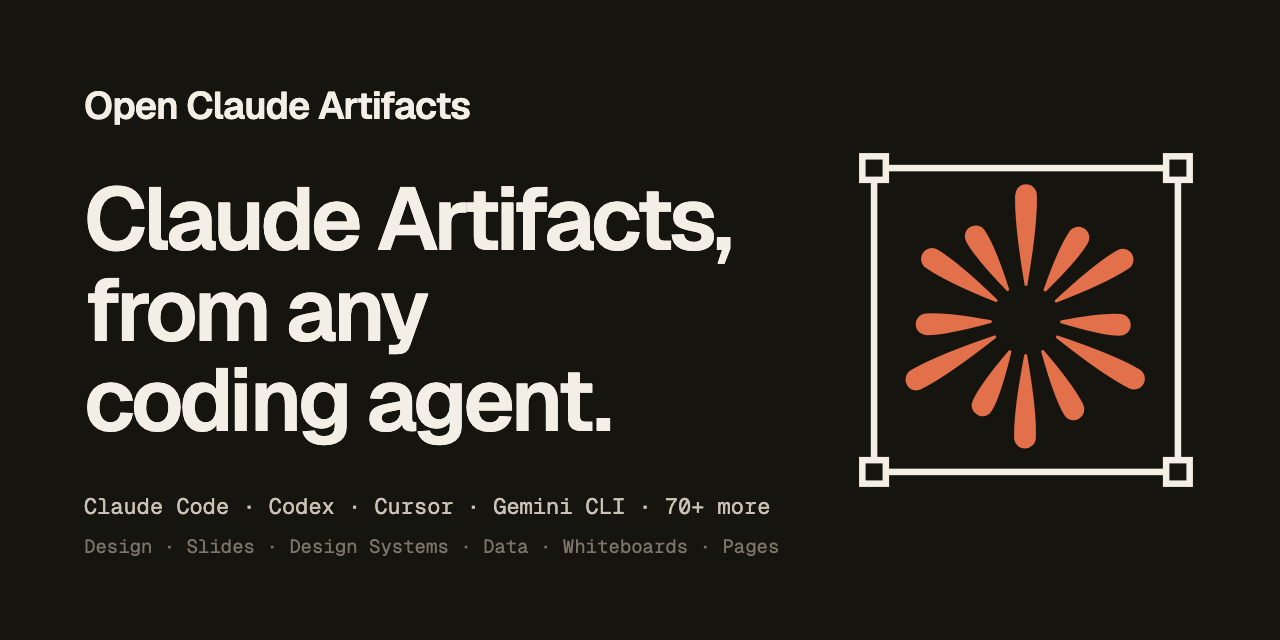 Open Claude Artifacts
Claude Artifacts,
from any
coding agent.
Claude Code · Codex · Cursor · Gemini CLI · 70+ more
Design · Slides · Design Systems · Data · Whiteboards · Pages